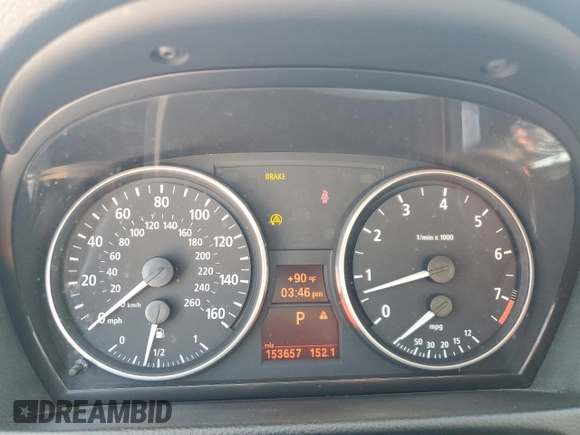 BRAKE
0 20 40 60 80 100 120 140 160
20 40 60 80 100 120 140 160 180 200 220 240 260
km/h
mph
0 1/2 1
+90 °F
03:46 pm
P
mls
153657 152.1
0 1 2 3 4 5 6 7
1/min x 1000
mpg
50 30 20 15 12
DREAMBID